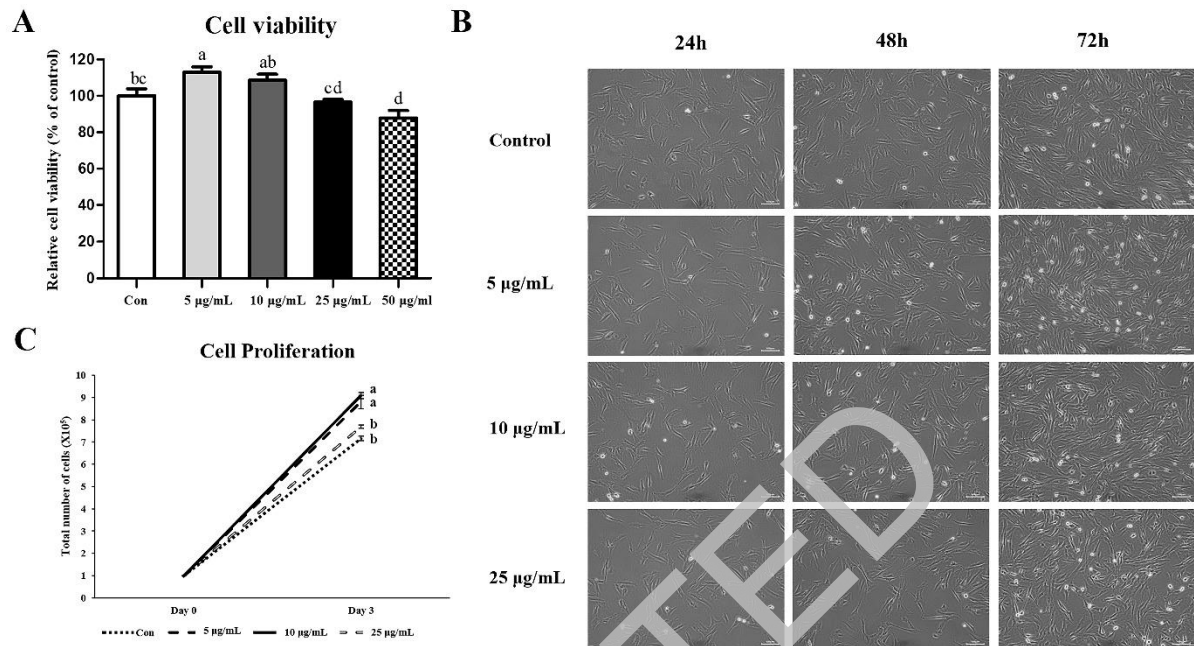 A
Cell viability
Relative cell viability (% of control)
120
100
80
60
40
20
0
bc
a
ab
cd
d
Con
5 µg/mL
10 µg/mL
25 µg/mL
50 µg/ml
B
24h
48h
72h
Control
5 µg/mL
10 µg/mL
25 µg/mL
C
Cell Proliferation
Total number of cells (X10⁵)
10
9
8
7
6
5
4
3
2
1
0
a
a
b
b
Day 0
Day 3
Con
5 µg/mL
10 µg/mL
25 µg/mL
TED